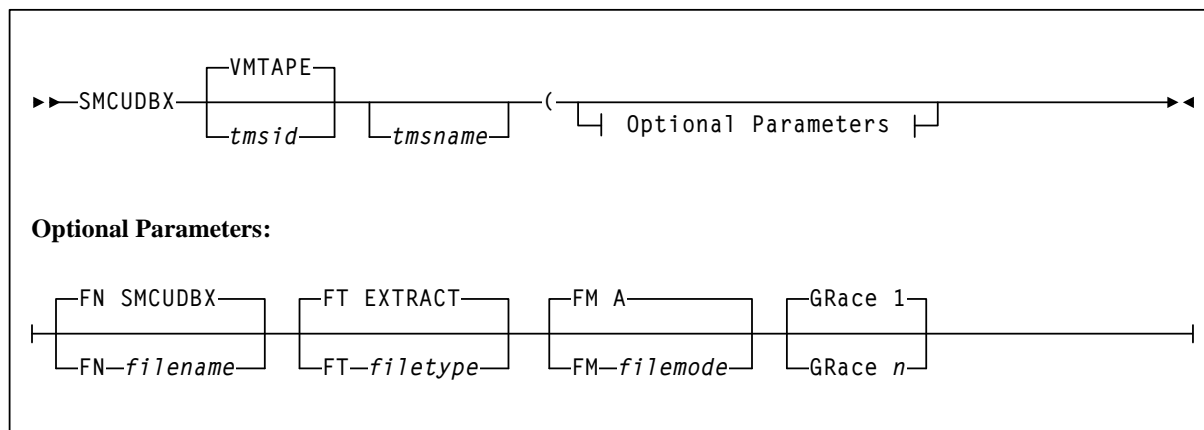 VMTAPE
SMCUDBX tmsid tmsname ( Optional Parameters
Optional Parameters:
FN SMCUDBX FT EXTRACT FM A GRace 1
FN filename FT filetype FM filemode GRace n